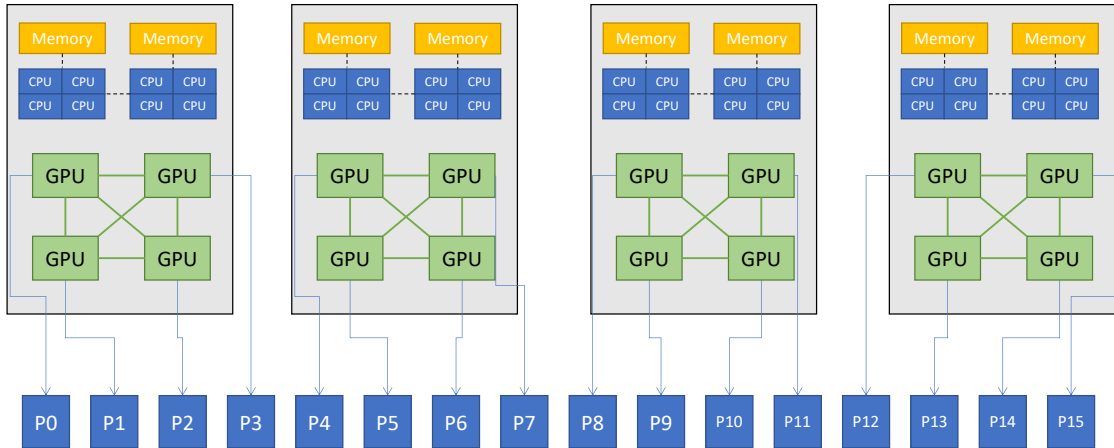 Memory Memory Memory Memory Memory Memory Memory Memory
CPU CPU CPU CPU CPU CPU CPU CPU CPU CPU CPU CPU CPU CPU CPU CPU
CPU CPU CPU CPU CPU CPU CPU CPU CPU CPU CPU CPU CPU CPU CPU CPU
GPU GPU GPU GPU GPU GPU GPU GPU
GPU GPU GPU GPU GPU GPU GPU GPU
P0 P1 P2 P3 P4 P5 P6 P7 P8 P9 P10 P11 P12 P13 P14 P15